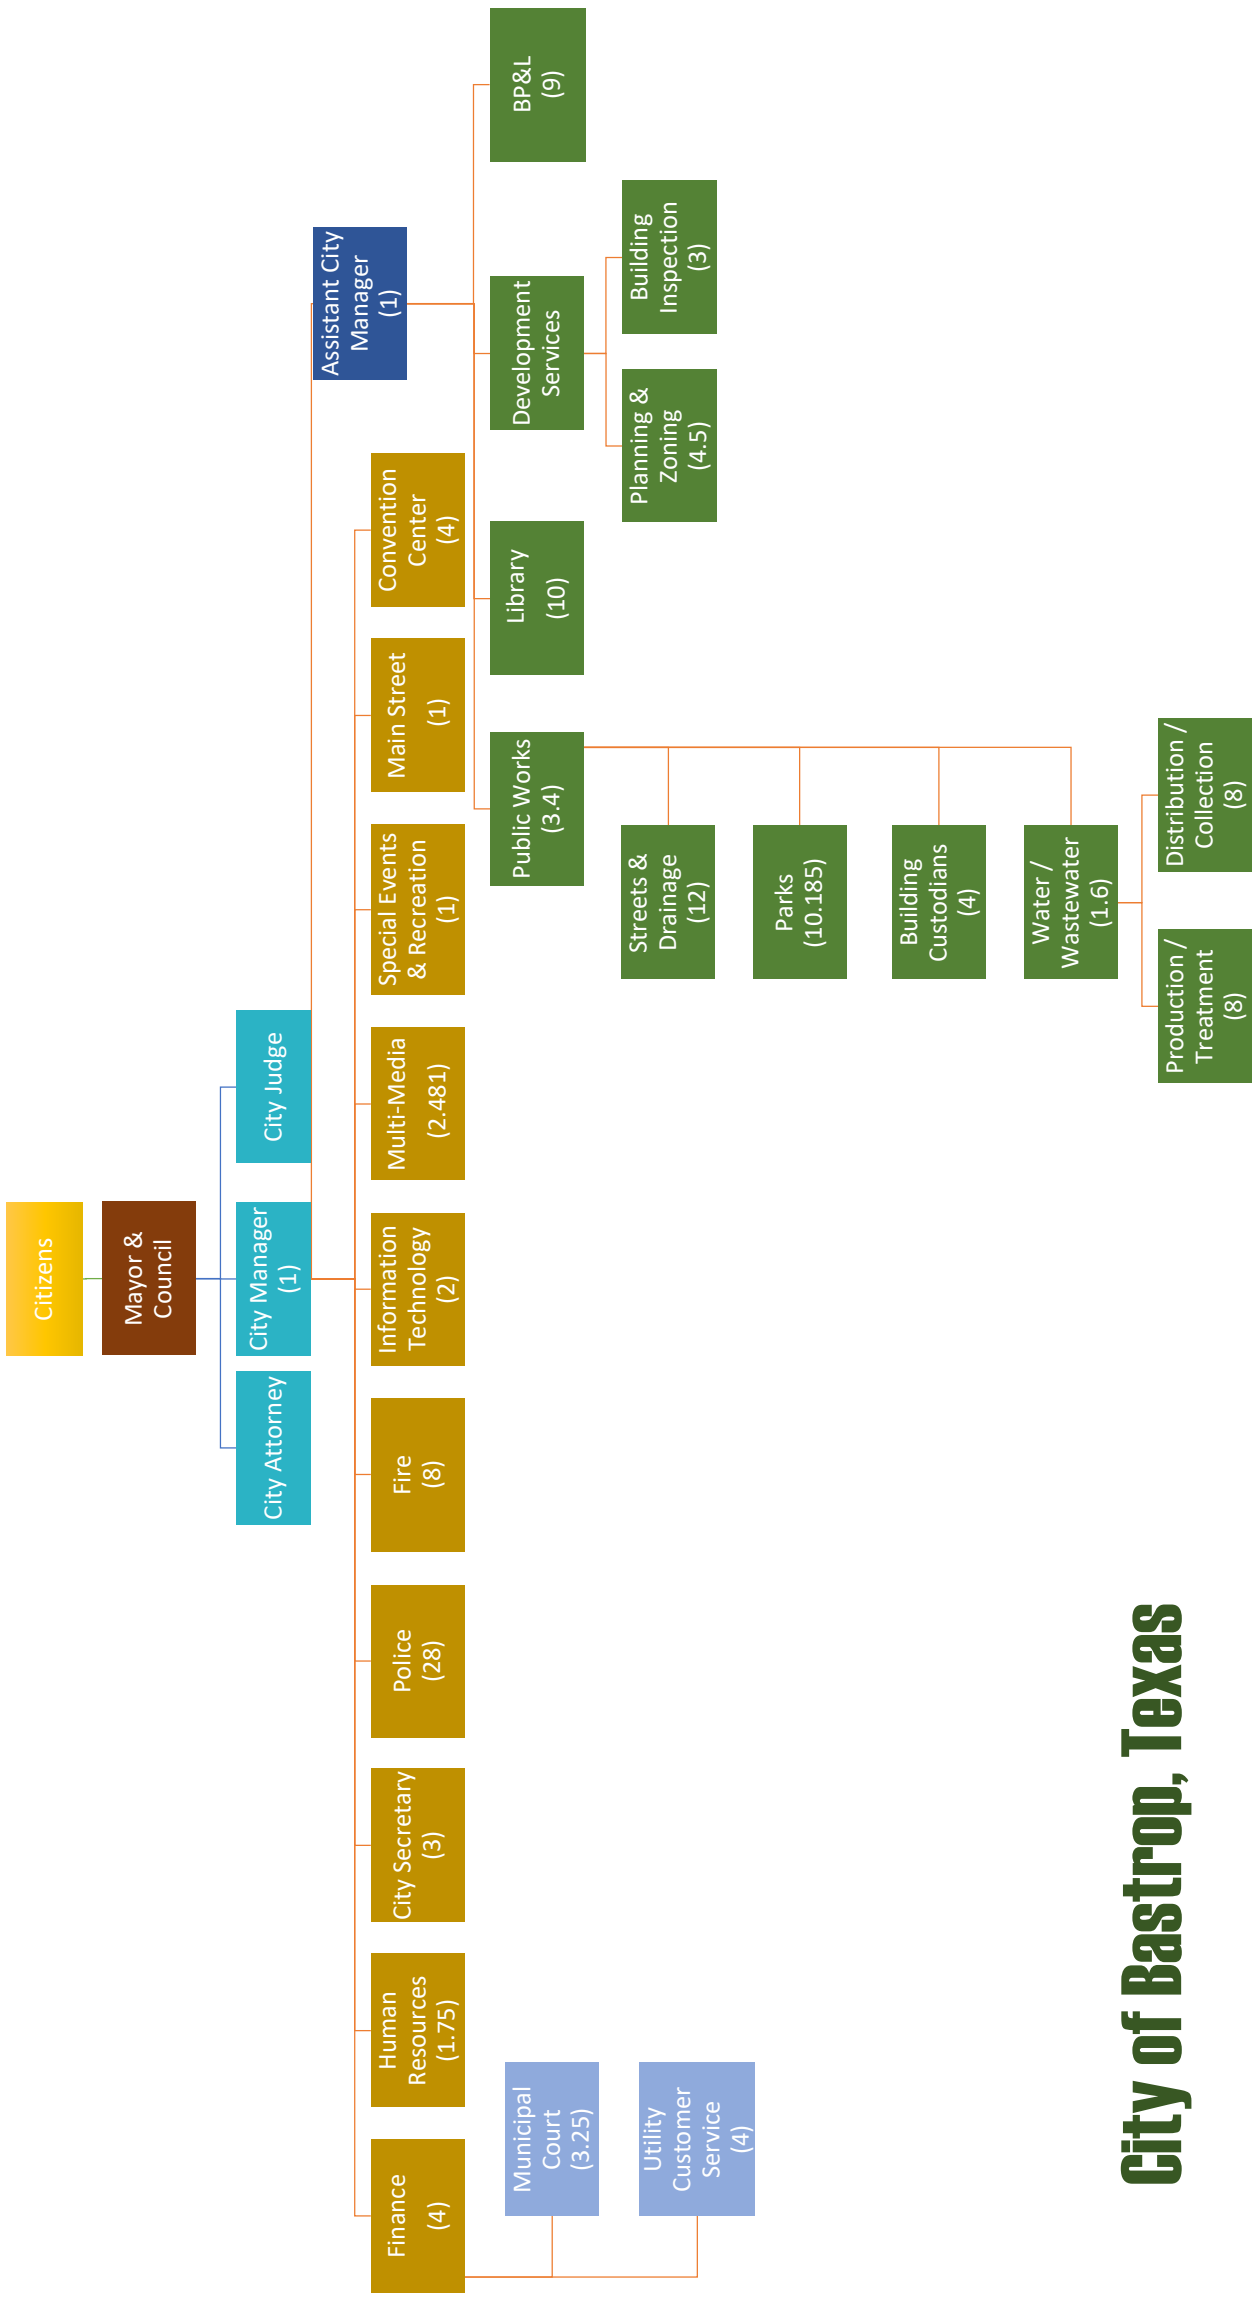 Citizens
Mayor &
Council
City Attorney
City Manager
(1)
City Judge
Assistant City
Manager
(1)
Finance
(4)
Human
Resources
(1.75)
City Secretary
(3)
Police
(28)
Fire
(8)
Information
Technology
(2)
Multi-Media
(2.481)
Special Events
& Recreation
(1)
Main Street
(1)
Convention
Center
(4)
Municipal
Court
(3.25)
Utility
Customer
Service
(4)
Public Works
(3.4)
Library
(10)
Development
Services
BP&L
(9)
Streets &
Drainage
(12)
Parks
(10.185)
Building
Custodians
(4)
Water /
Wastewater
(1.6)
Production /
Treatment
(8)
Distribution /
Collection
(8)
Planning &
Zoning
(4.5)
Building
Inspection
(3)
City of Bastrop, Texas